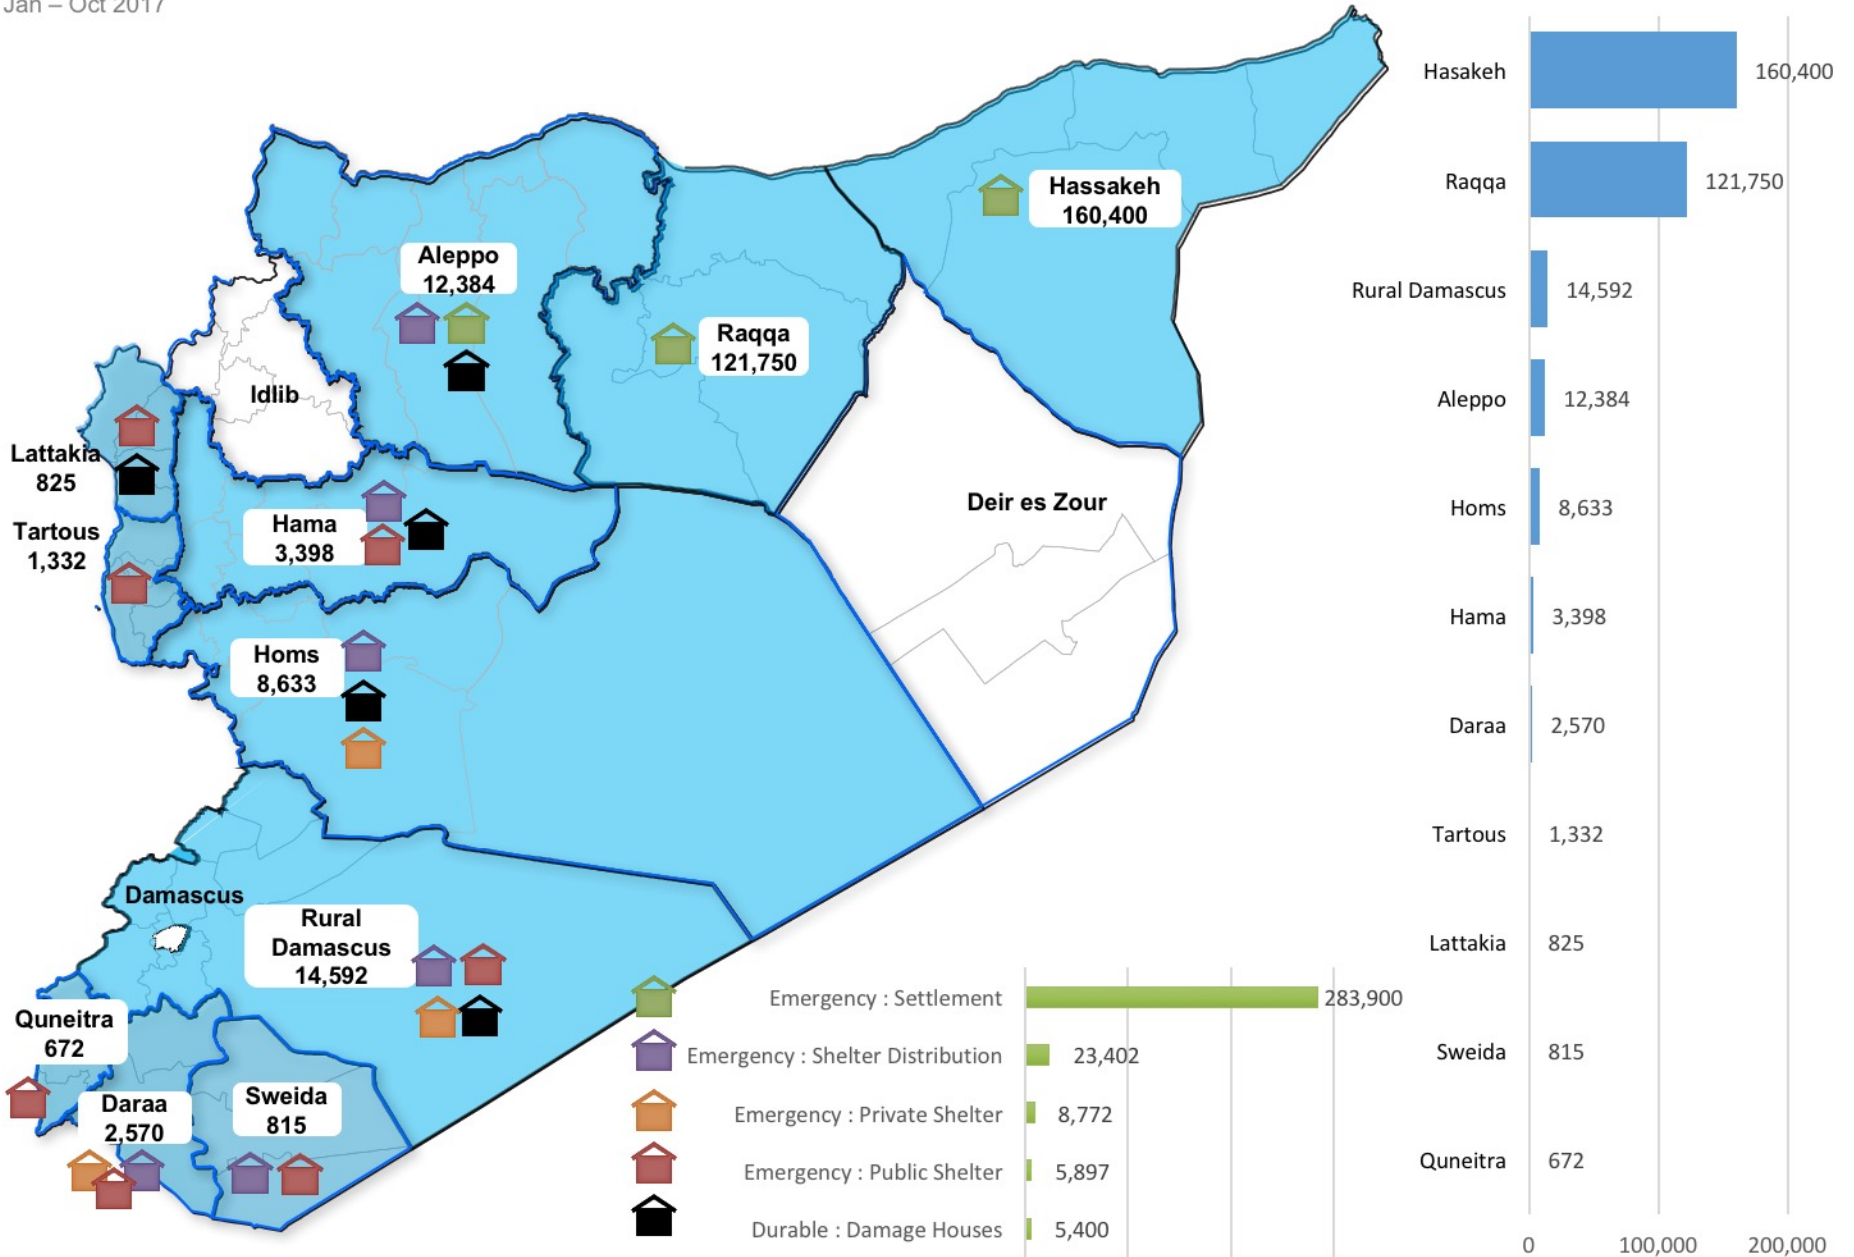 Jan – Oct 2017
Hassakeh
160,400
Aleppo
12,384
Raqqa
121,750
Idlib
Lattakia
825
Tartous
1,332
Hama
3,398
Deir es Zour
Homs
8,633
Damascus
Rural
Damascus
14,592
Quneitra
672
Daraa
2,570
Sweida
815
Emergency : Settlement 283,900
Emergency : Shelter Distribution 23,402
Emergency : Private Shelter 8,772
Emergency : Public Shelter 5,897
Durable : Damage Houses 5,400
Hasakeh 160,400
Raqqa 121,750
Rural Damascus 14,592
Aleppo 12,384
Homs 8,633
Hama 3,398
Daraa 2,570
Tartous 1,332
Lattakia 825
Sweida 815
Quneitra 672
0 100,000 200,000